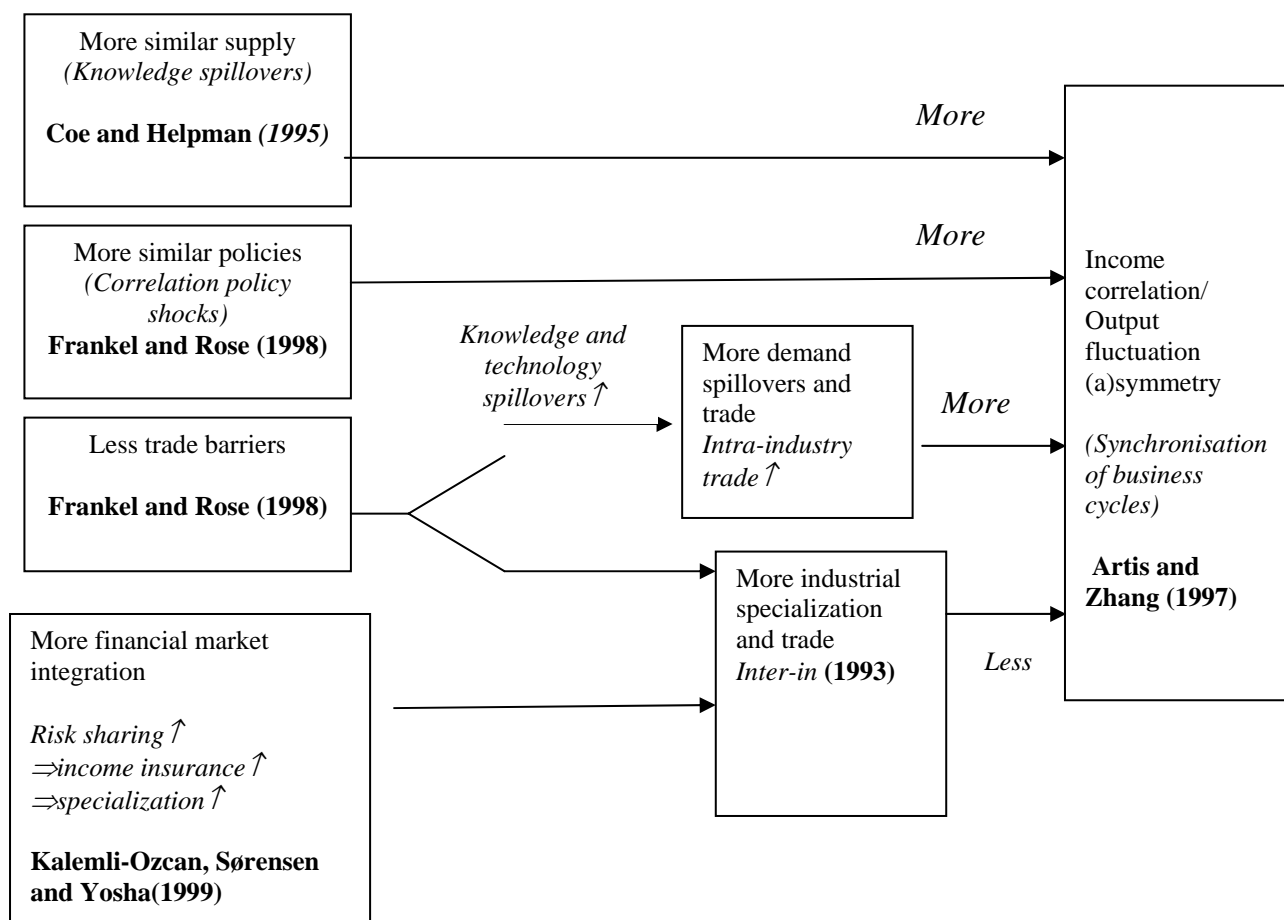 More similar supply
(Knowledge spillovers)
Coe and Helpman (1995)
More
More similar policies
(Correlation policy
shocks)
Frankel and Rose (1998)
More
Less trade barriers
Frankel and Rose (1998)
Knowledge and
technology
spillovers↑
More demand
spillovers and
trade
Intra-industry
trade↑
More
More financial market
integration
Risk sharing↑
⇒income insurance↑
⇒specialization↑
Kalemli-Ozcan, Sørensen
and Yosha(1999)
More industrial
specialization
and trade
Inter-in (1993)
Less
Income
correlation/
Output
fluctuation
(a)symmetry
(Synchronisation
of business
cycles)
Artis and
Zhang (1997)